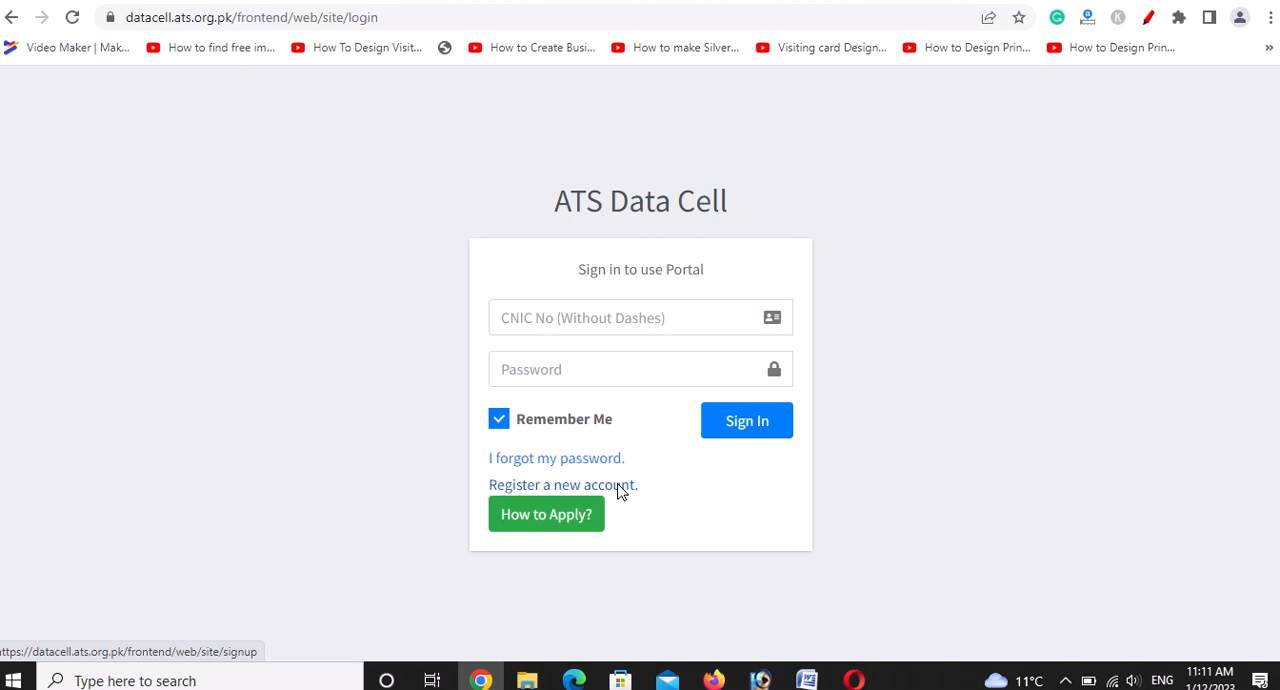 datacell.ats.org.pk/frontend/web/site/login
Video Maker | Mak... How to find free im... How To Design Visit... How to Create Busi... How to make Silver... Visiting card Design... How to Design Prin... How to Design Prin... »
ATS Data Cell
Sign in to use Portal
CNIC No (Without Dashes)
Password
Remember Me
Sign In
I forgot my password.
Register a new account.
How to Apply?
ttps://datacell.ats.org.pk/frontend/web/site/signup
Type here to search
11°C
ENG
11:11 AM
1/12/2023